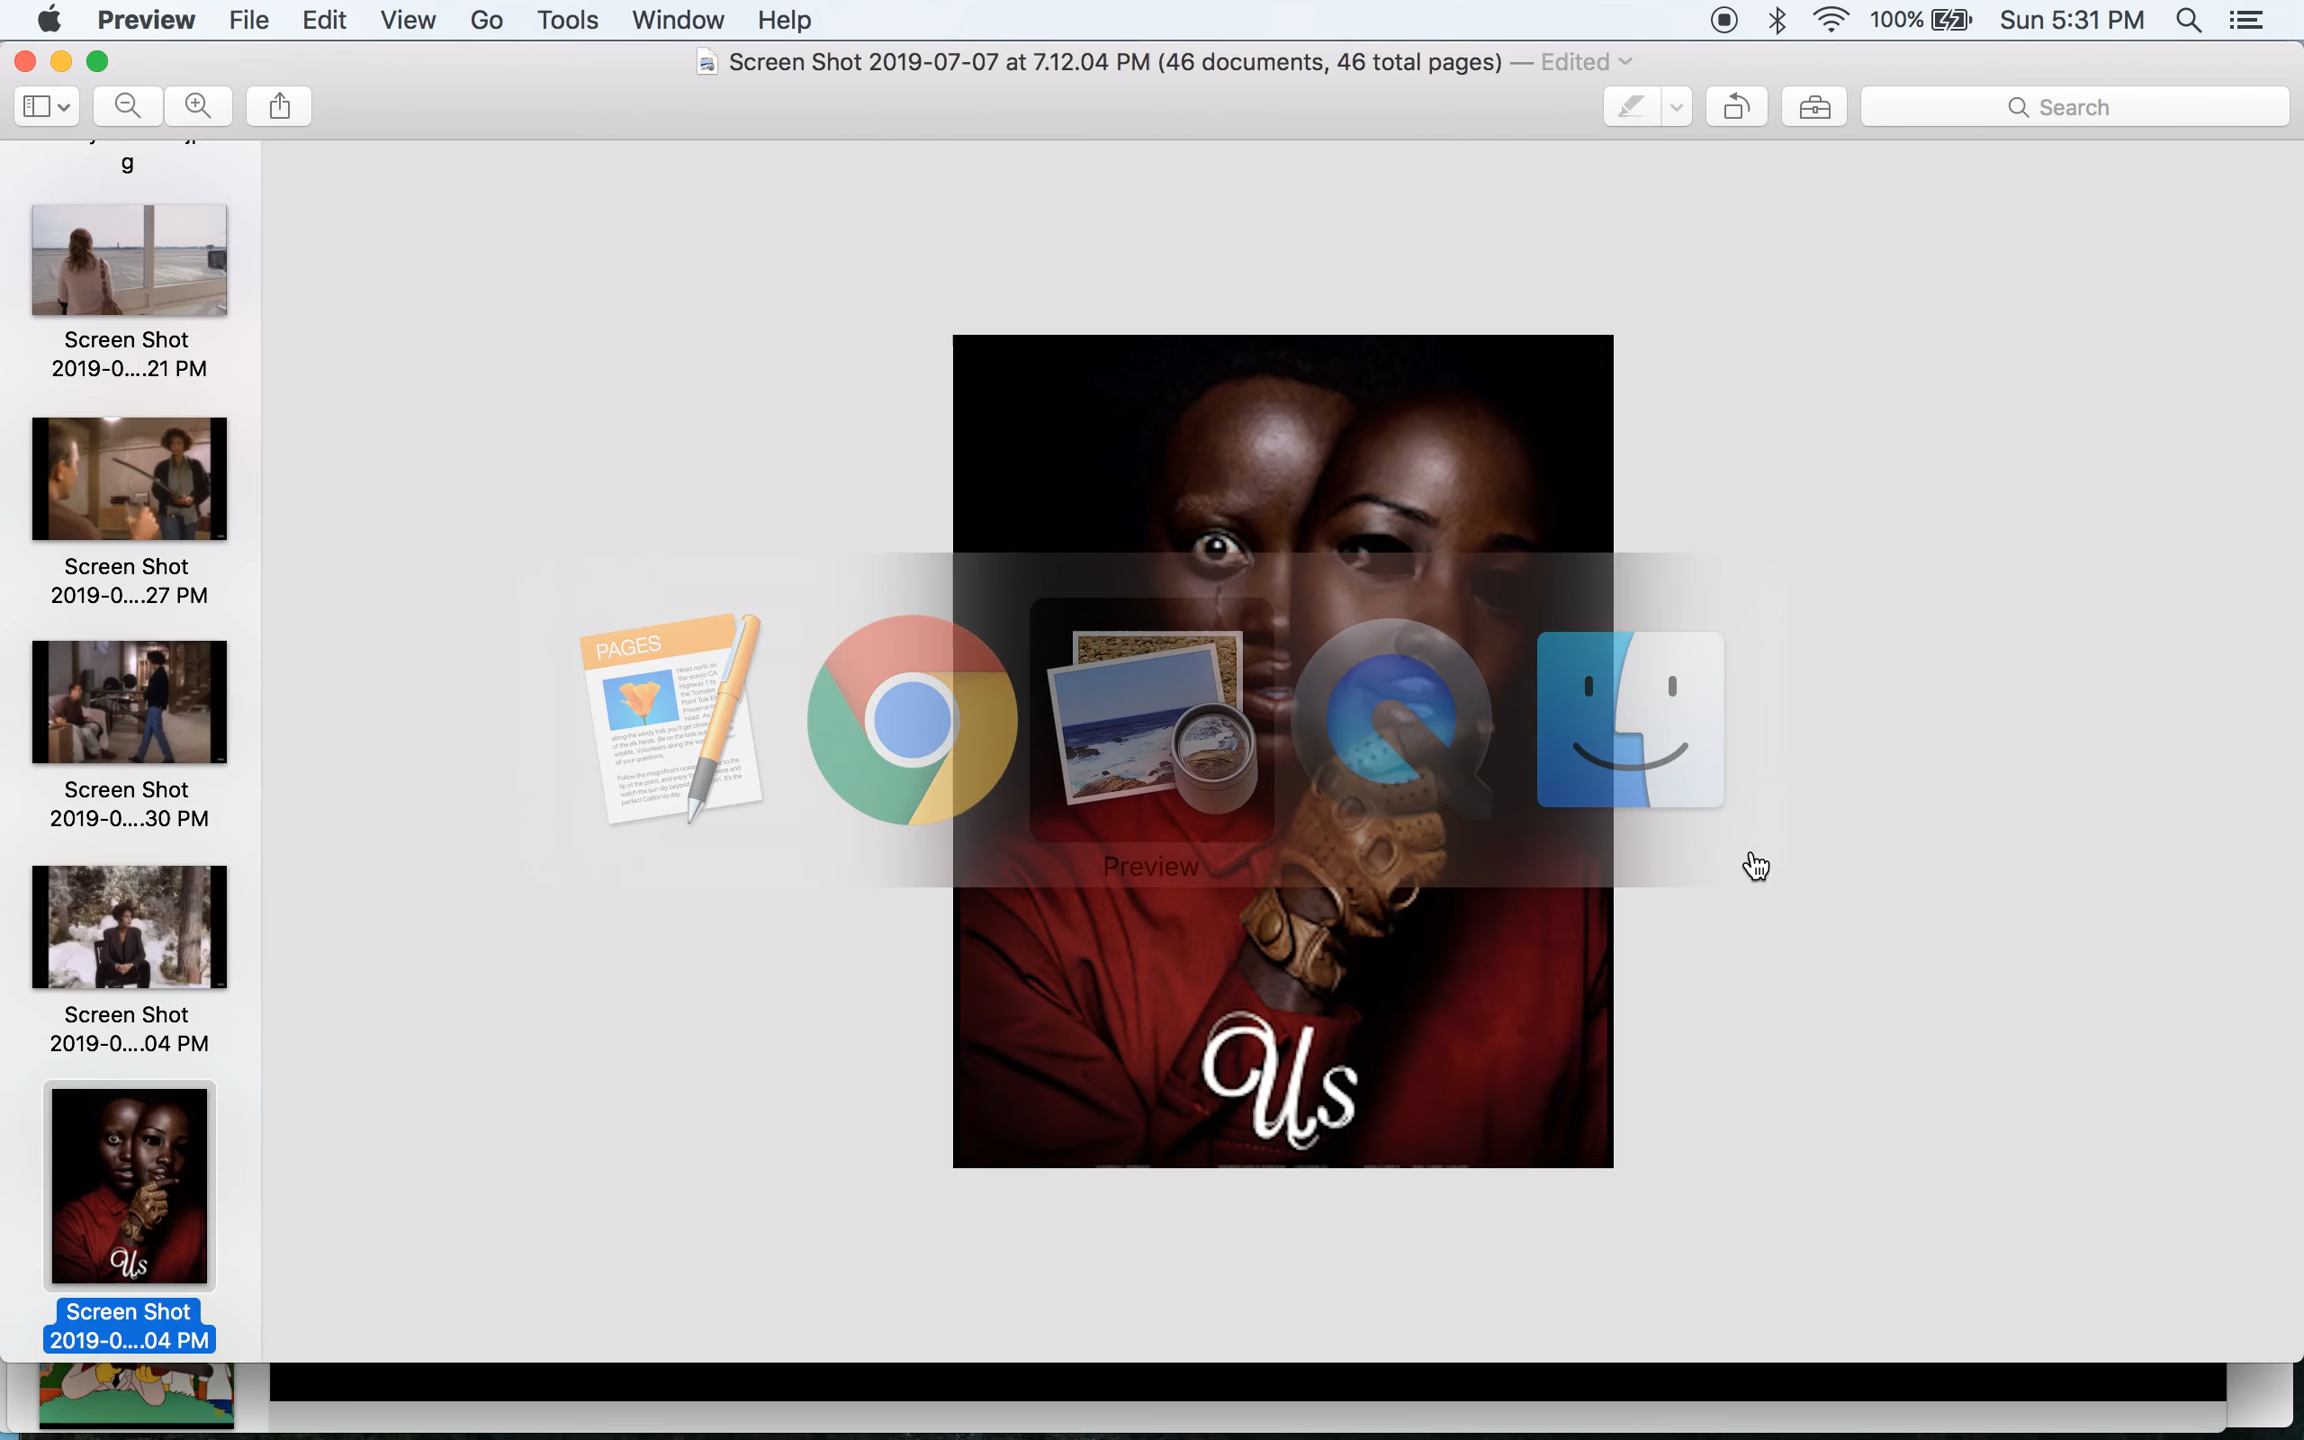 Preview File Edit View Go Tools Window Help 100% Sun 5:31 PM
Screen Shot 2019-07-07 at 7.12.04 PM (46 documents, 46 total pages) — Edited
Search
g
Screen Shot
2019-0....21 PM
Screen Shot
2019-0....27 PM
Screen Shot
2019-0....30 PM
Screen Shot
2019-0....04 PM
Us
Screen Shot
2019-0....04 PM
PAGES
Preview
Us